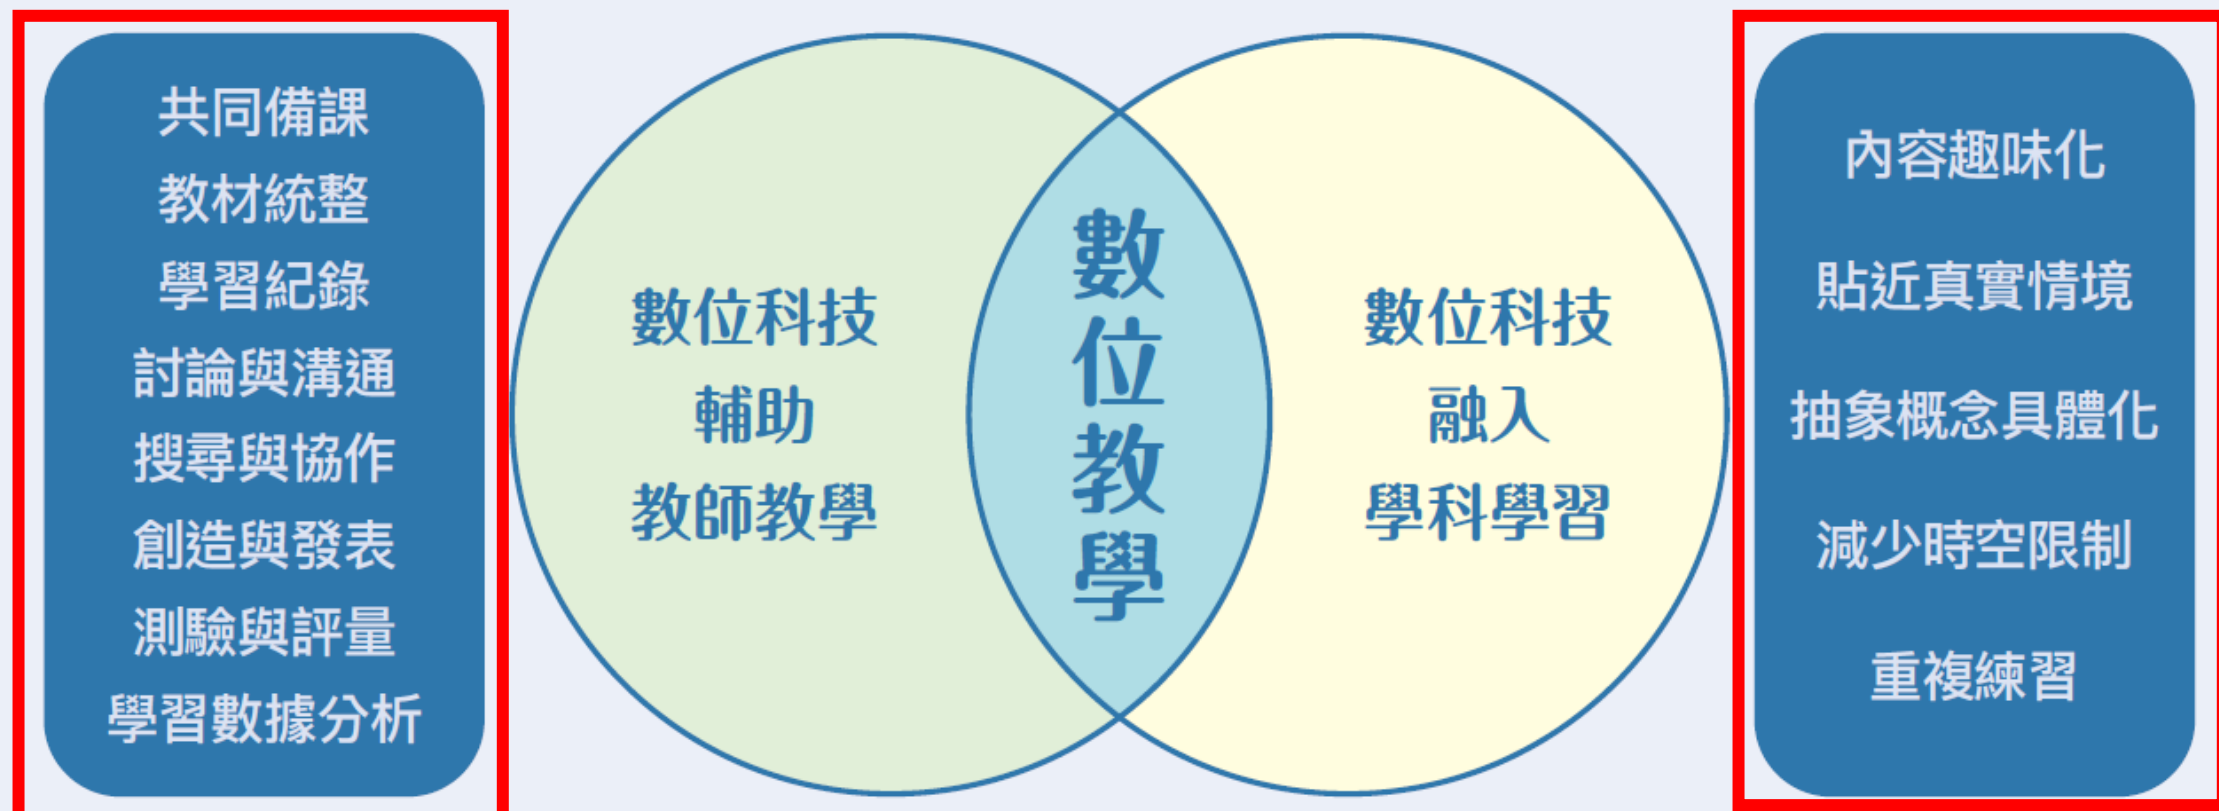 共同備課
教材統整
學習紀錄
討論與溝通
搜尋與協作
創造與發表
測驗與評量
學習數據分析
數位科技
輔助
教師教學
數位教學
數位科技
融入
學科學習
內容趣味化
貼近真實情境
抽象概念具體化
減少時空限制
重複練習